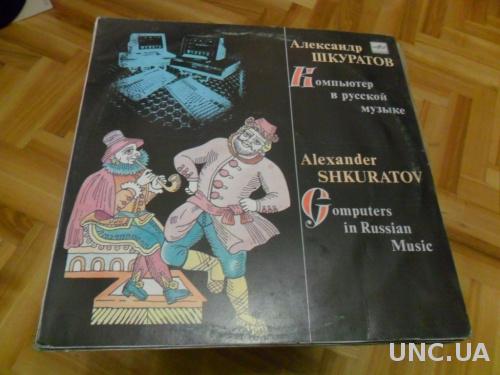 Александр
ШКУРАТОВ
Компьютер
в русской
музыке
Alexander
SHKURATOV
Computers
in Russian
Music
UNC.UA